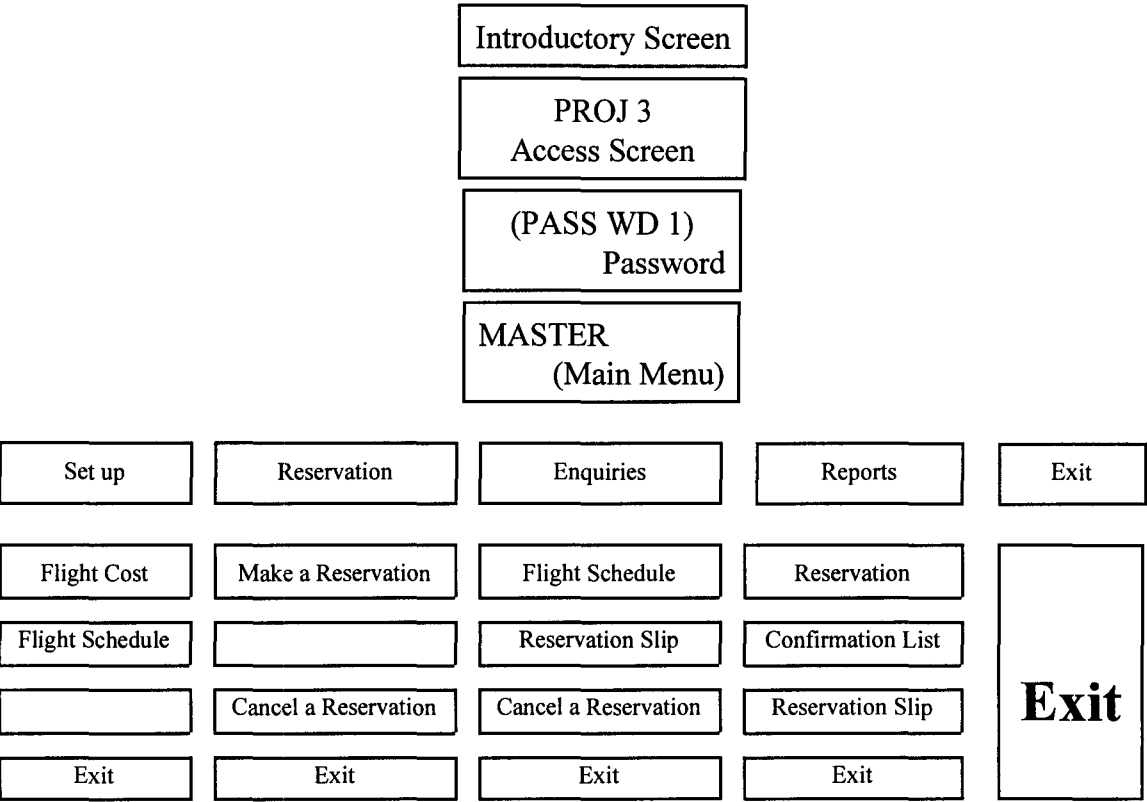 Introductory Screen
PROJ 3
Access Screen
(PASS WD 1)
Password
MASTER
(Main Menu)
Set up
Reservation
Enquiries
Reports
Exit
Flight Cost
Make a Reservation
Flight Schedule
Reservation
Flight Schedule
Reservation Slip
Confirmation List
Cancel a Reservation
Cancel a Reservation
Reservation Slip
Exit
Exit
Exit
Exit
Exit